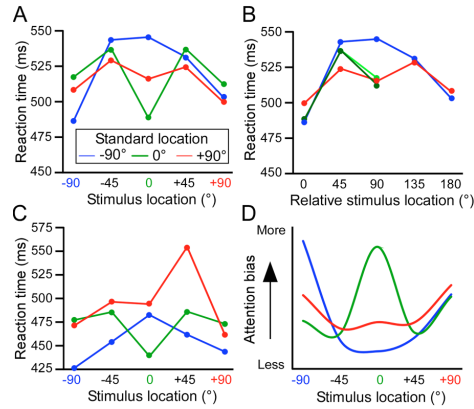 A
Reaction time (ms)
550
525
500
475
450
Standard location
-90° 0° +90°
-90 -45 0 +45 +90
Stimulus location (°)
B
Reaction time (ms)
550
525
500
475
450
0 45 90 135 180
Relative stimulus location (°)
C
Reaction time (ms)
575
550
525
500
475
450
425
-90 -45 0 +45 +90
Stimulus location (°)
D
Attention bias
More
Less
-90 -45 0 +45 +90
Stimulus location (°)